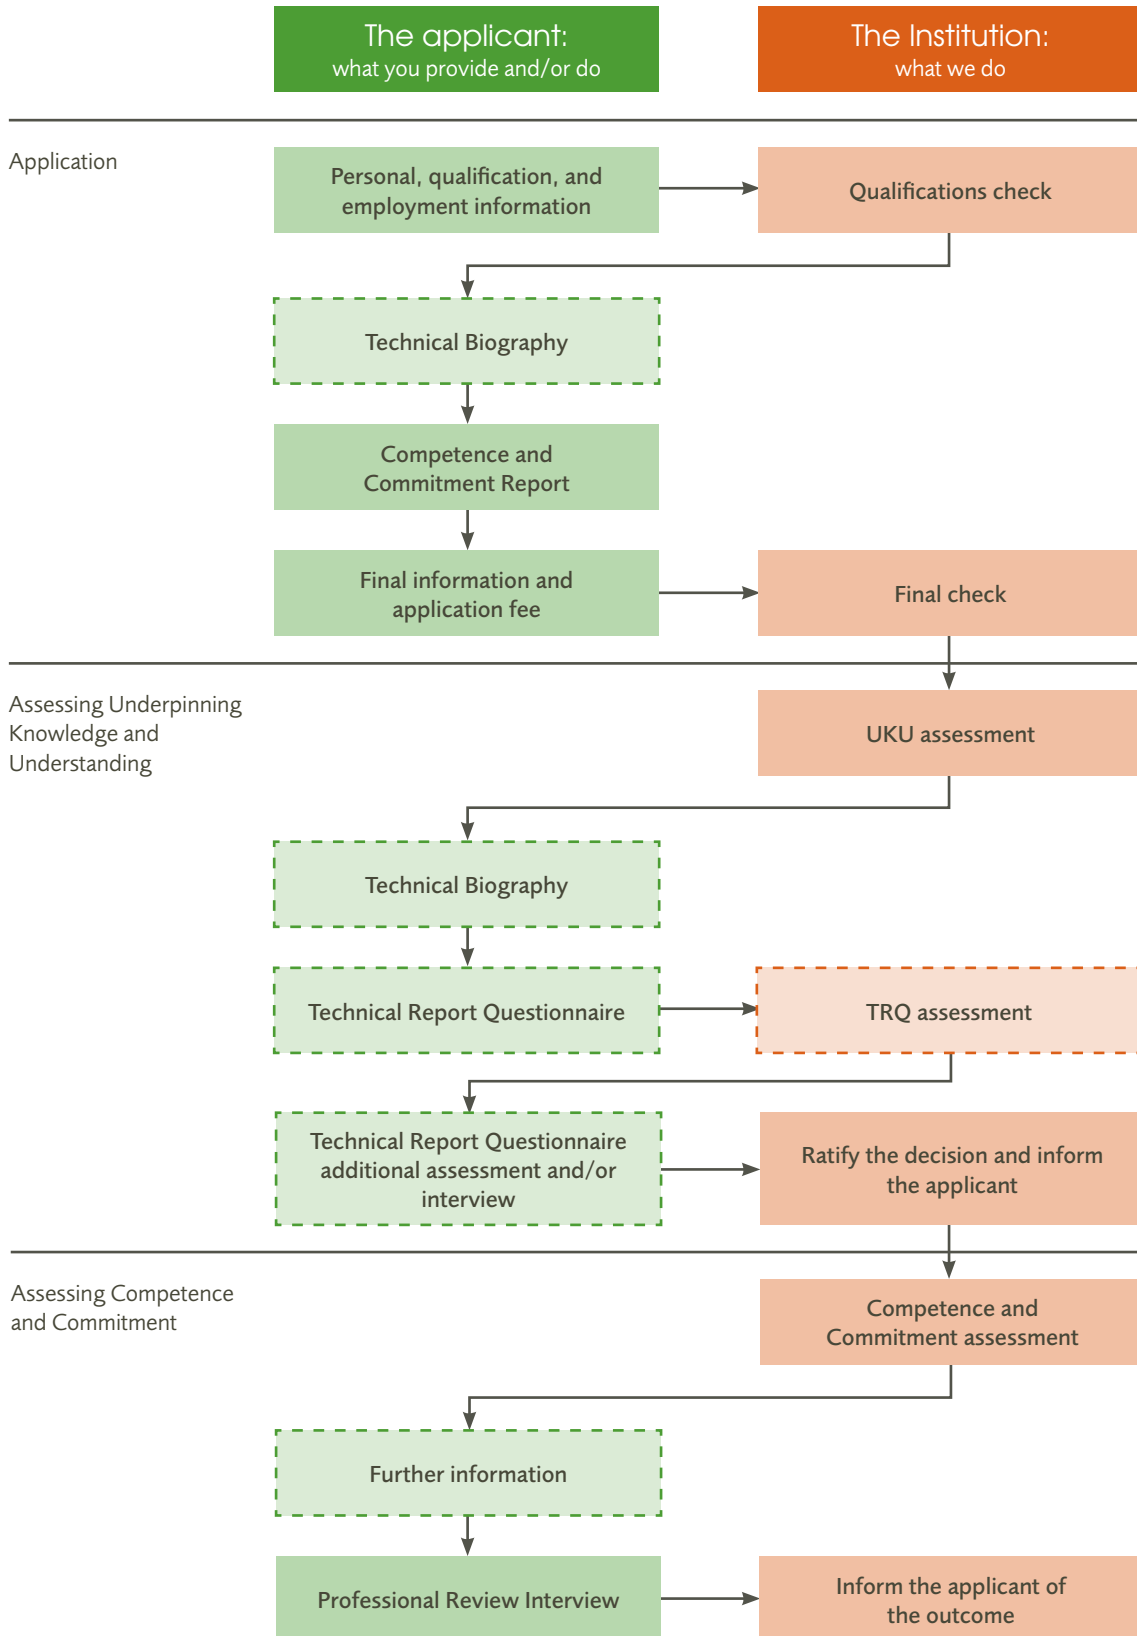 The applicant:
what you provide and/or do
The Institution:
what we do
Application
Personal, qualification, and
employment information
Qualifications check
Technical Biography
Competence and
Commitment Report
Final information and
application fee
Final check
Assessing Underpinning
Knowledge and
Understanding
UKU assessment
Technical Biography
Technical Report Questionnaire
TRQ assessment
Technical Report Questionnaire
additional assessment and/or
interview
Ratify the decision and inform
the applicant
Assessing Competence
and Commitment
Competence and
Commitment assessment
Further information
Professional Review Interview
Inform the applicant of
the outcome